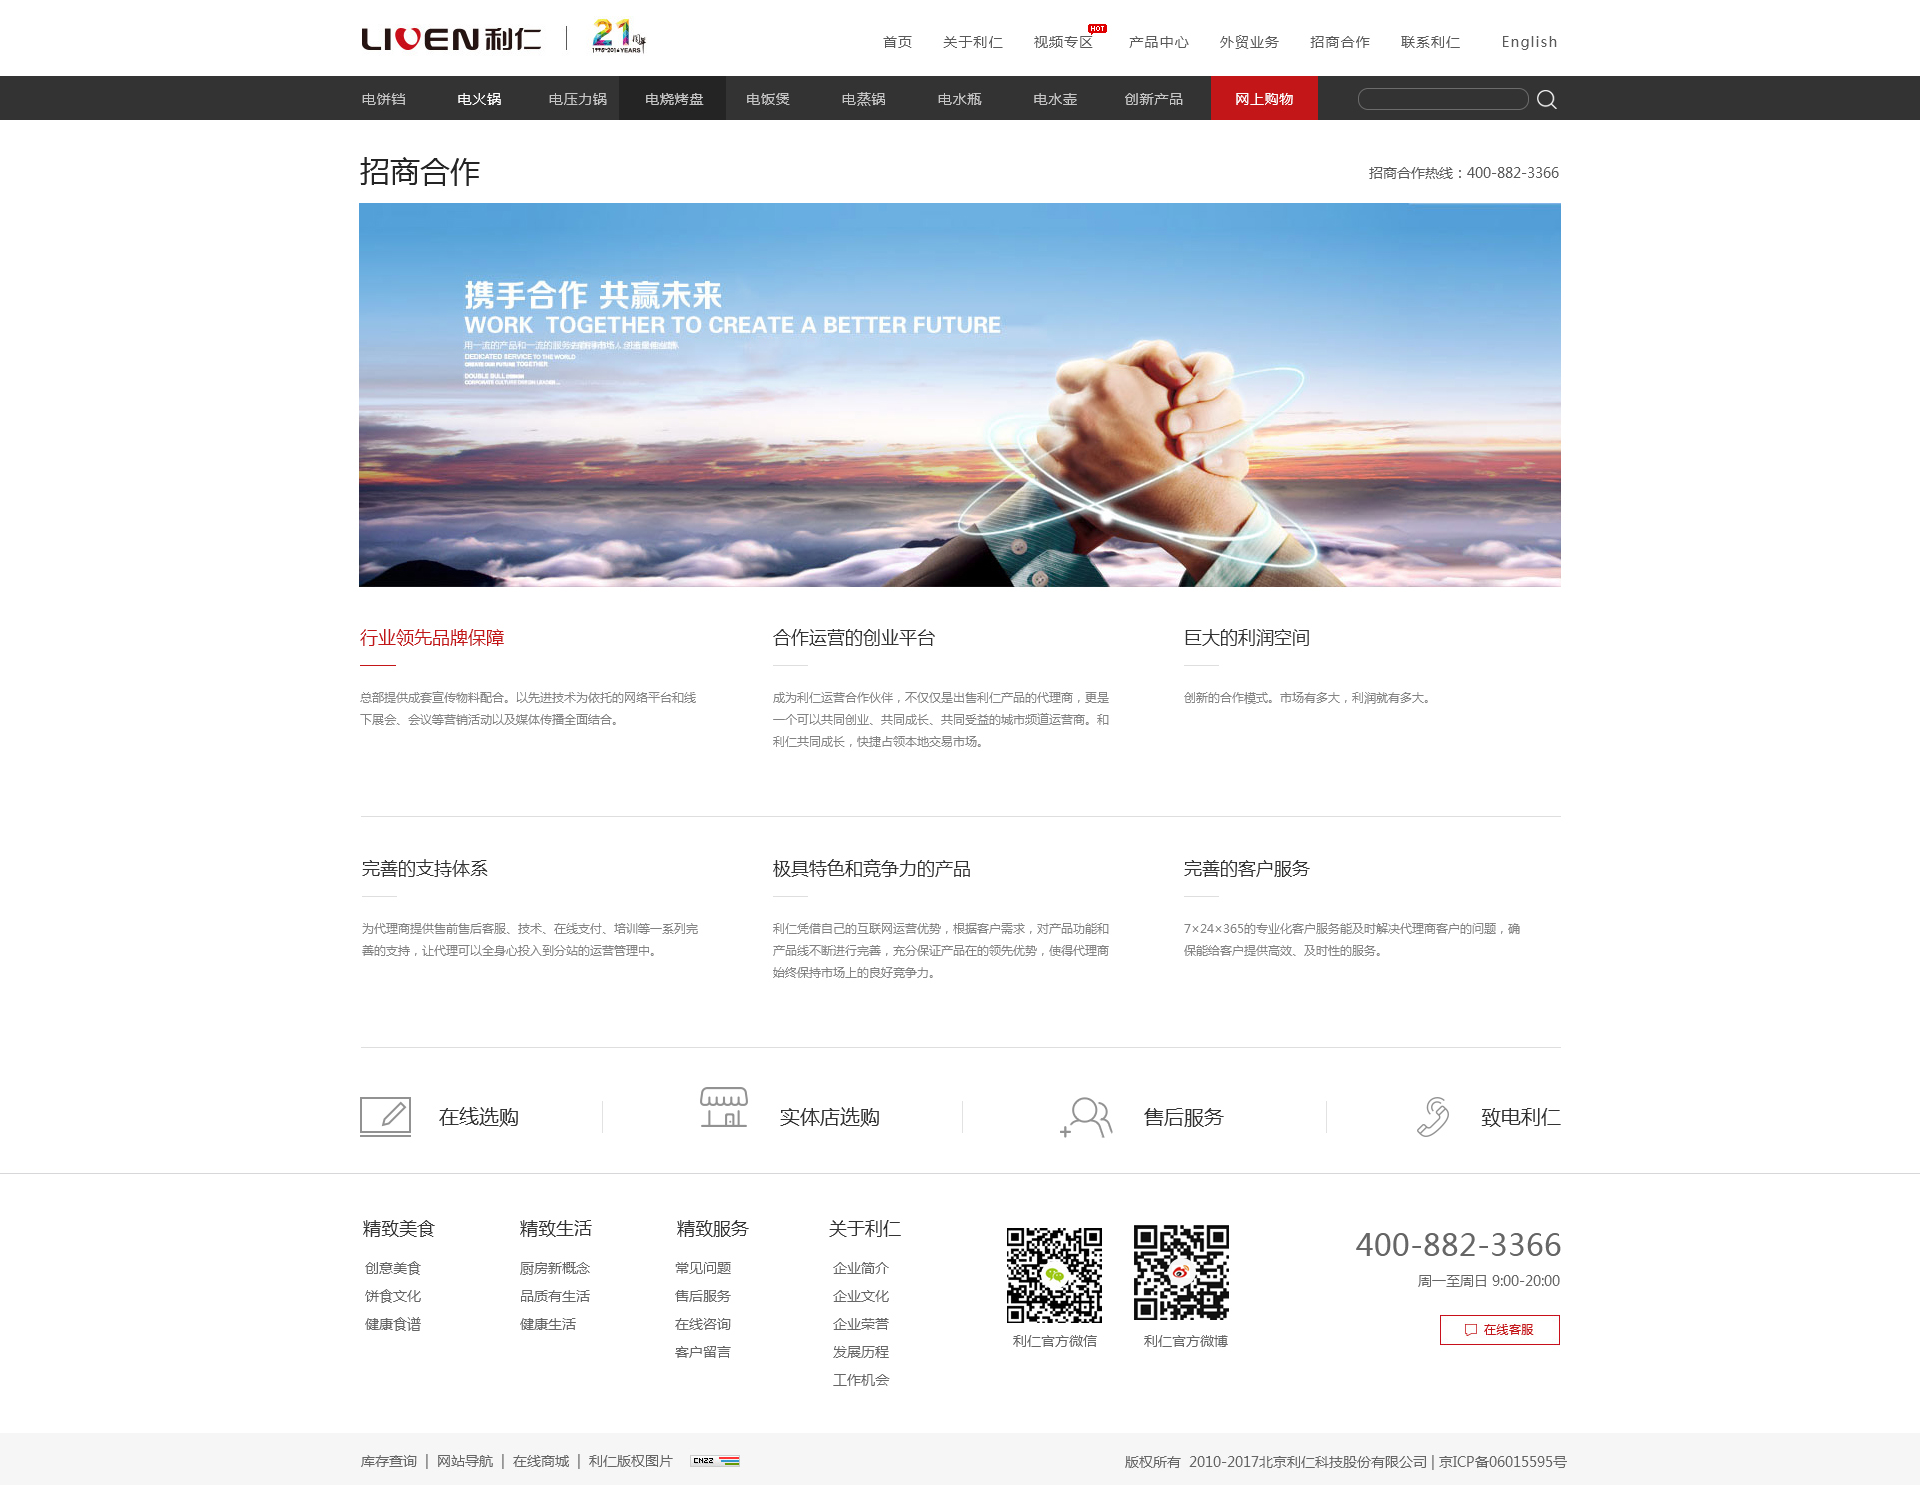 LIVEN利仁
21周年
1995-2016YEARS
首页 关于利仁 视频专区 HOT 产品中心 外贸业务 招商合作 联系利仁 English
电饼铛 电火锅 电压力锅 电烧烤盘 电饭煲 电蒸锅 电水瓶 电水壶 创新产品 网上购物
招商合作
招商合作热线：400-882-3366
携手合作 共赢未来
WORK TOGETHER TO CREATE A BETTER FUTURE
用一流的产品和一流的服务
DEDICATED SERVICE TO THE WORLD
CREATE OUR FUTURE TOGETHER
DOUBLE BULL
CORPORATE CULTURE DESIGN LEADER...
行业领先品牌保障
总部提供成套宣传物料配合。以先进技术为依托的网络平台和线
下展会、会议等营销活动以及媒体传播全面结合。
合作运营的创业平台
成为利仁运营合作伙伴，不仅仅是出售利仁产品的代理商，更是
一个可以共同创业、共同成长、共同受益的城市频道运营商。和
利仁共同成长，快捷占领本地交易市场。
巨大的利润空间
创新的合作模式。市场有多大，利润就有多大。
完善的支持体系
为代理商提供售前售后客服、技术、在线支付、培训等一系列完
善的支持，让代理可以全身心投入到分站的运营管理中。
极具特色和竞争力的产品
利仁凭借自己的互联网运营优势，根据客户需求，对产品功能和
产品线不断进行完善，充分保证产品在的领先优势，使得代理商
始终保持市场上的良好竞争力。
完善的客户服务
7×24×365的专业化客户服务能及时解决代理商客户的问题，确
保能给客户提供高效、及时性的服务。
在线选购 实体店选购 售后服务 致电利仁
精致美食
创意美食
饼食文化
健康食谱
精致生活
厨房新概念
品质有生活
健康生活
精致服务
常见问题
售后服务
在线咨询
客户留言
关于利仁
企业简介
企业文化
企业荣誉
发展历程
工作机会
利仁官方微信
利仁官方微博
400-882-3366
周一至周日 9:00-20:00
在线客服
库存查询 | 网站导航 | 在线商城 | 利仁版权图片 CNZZ
版权所有 2010-2017北京利仁科技股份有限公司 | 京ICP备06015595号